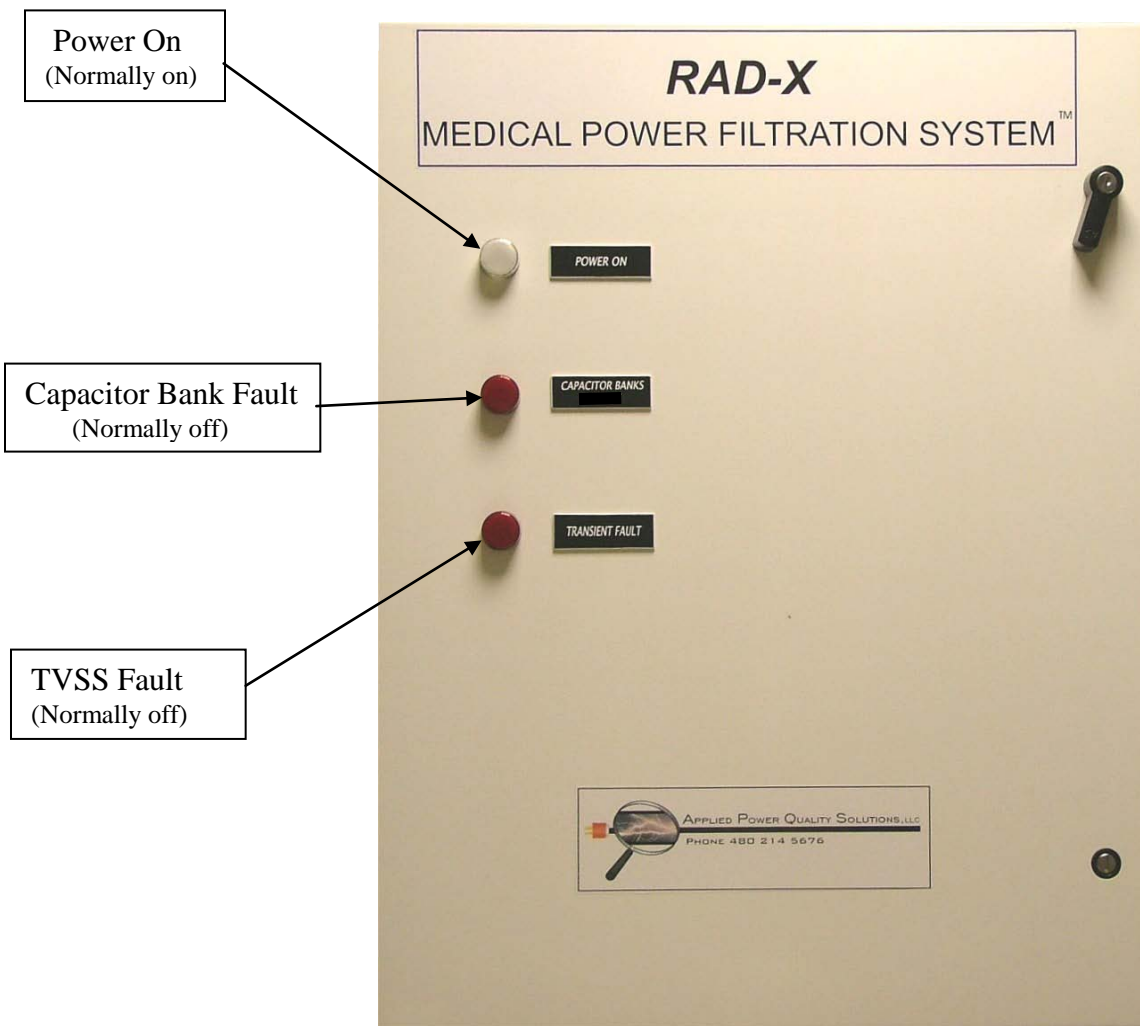 Power On
(Normally on)
RAD-X
MEDICAL POWER FILTRATION SYSTEM™
POWER ON
Capacitor Bank Fault
(Normally off)
CAPACITOR BANKS
TRANSIENT FAULT
TVSS Fault
(Normally off)
APPLIED POWER QUALITY SOLUTIONS, LLC
PHONE 480 214 5676